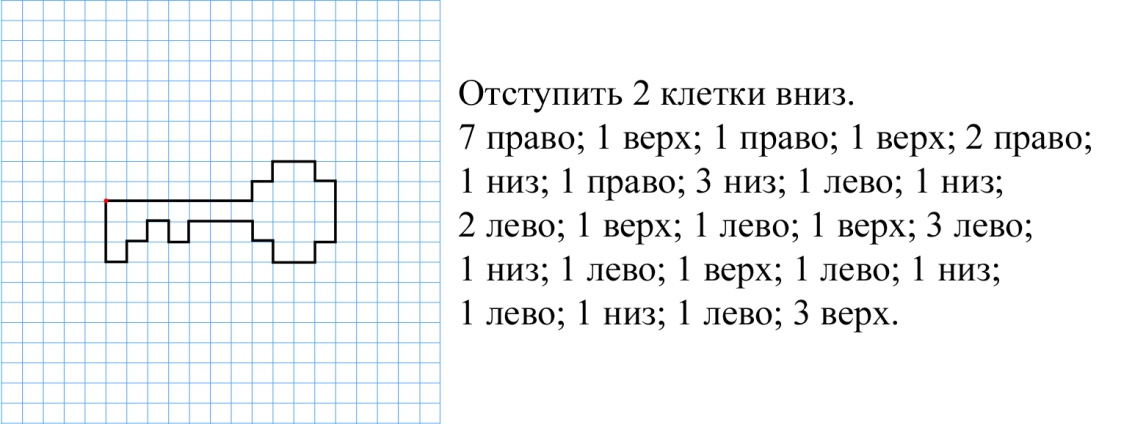 Отступить 2 клетки вниз.
7 право; 1 верх; 1 право; 1 верх; 2 право;
1 низ; 1 право; 3 низ; 1 лево; 1 низ;
2 лево; 1 верх; 1 лево; 1 верх; 3 лево;
1 низ; 1 лево; 1 верх; 1 лево; 1 низ;
1 лево; 1 низ; 1 лево; 3 верх.